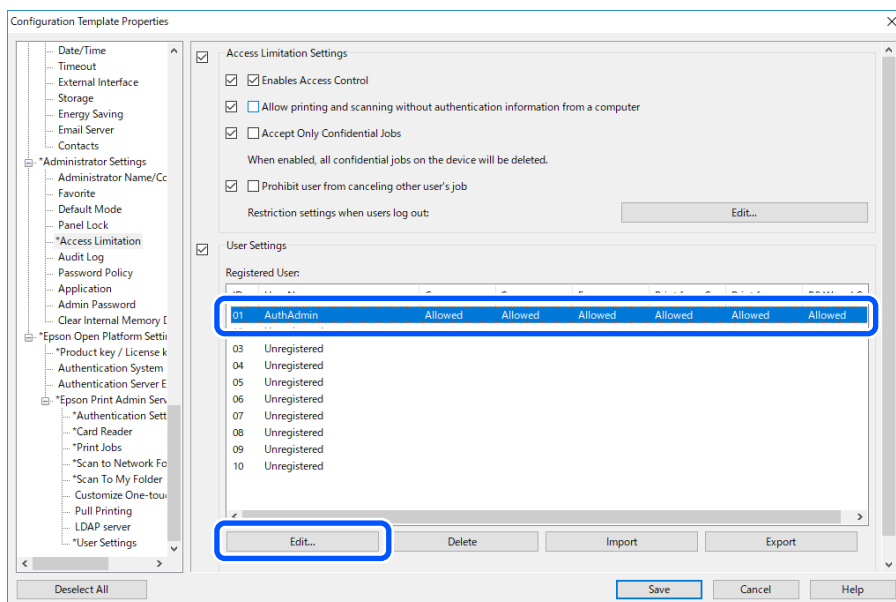 Configuration Template Properties
Date/Time
Timeout
External Interface
Storage
Energy Saving
Email Server
Contacts
*Administrator Settings
Administrator Name/Co
Favorite
Default Mode
Panel Lock
*Access Limitation
Audit Log
Password Policy
Application
Admin Password
Clear Internal Memory
*Epson Open Platform Settin
*Product key / License k
Authentication System
Authentication Server E
*Epson Print Admin Serv
*Authentication Sett
*Card Reader
*Print Jobs
*Scan to Network Fo
*Scan To My Folder
Customize One-touc
Pull Printing
LDAP server
*User Settings
Access Limitation Settings
Enables Access Control
Allow printing and scanning without authentication information from a computer
Accept Only Confidential Jobs
When enabled, all confidential jobs on the device will be deleted.
Prohibit user from canceling other user's job
Restriction settings when users log out: Edit...
User Settings
Registered User:
01 AuthAdmin Allowed Allowed Allowed Allowed Allowed Allowed
03 Unregistered
04 Unregistered
05 Unregistered
06 Unregistered
07 Unregistered
08 Unregistered
09 Unregistered
10 Unregistered
Edit... Delete Import Export
Deselect All Save Cancel Help